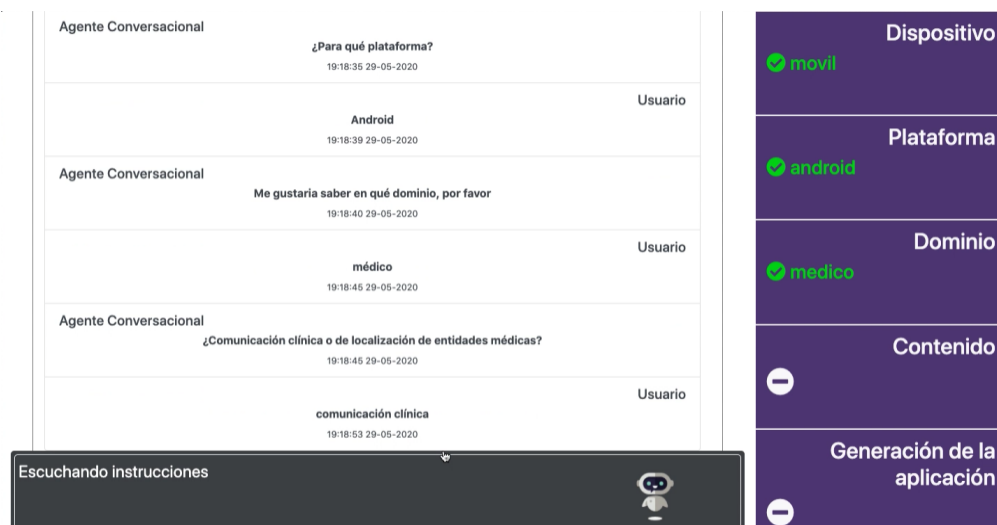 Agente Conversacional
¿Para qué plataforma?
19:18:35 29-05-2020
Usuario
Android
19:18:39 29-05-2020
Agente Conversacional
Me gustaria saber en qué dominio, por favor
19:18:40 29-05-2020
Usuario
médico
19:18:45 29-05-2020
Agente Conversacional
¿Comunicación clínica o de localización de entidades médicas?
19:18:45 29-05-2020
Usuario
comunicación clínica
19:18:53 29-05-2020
Escuchando instrucciones
Dispositivo
movil
Plataforma
android
Dominio
medico
Contenido
Generación de la
aplicación